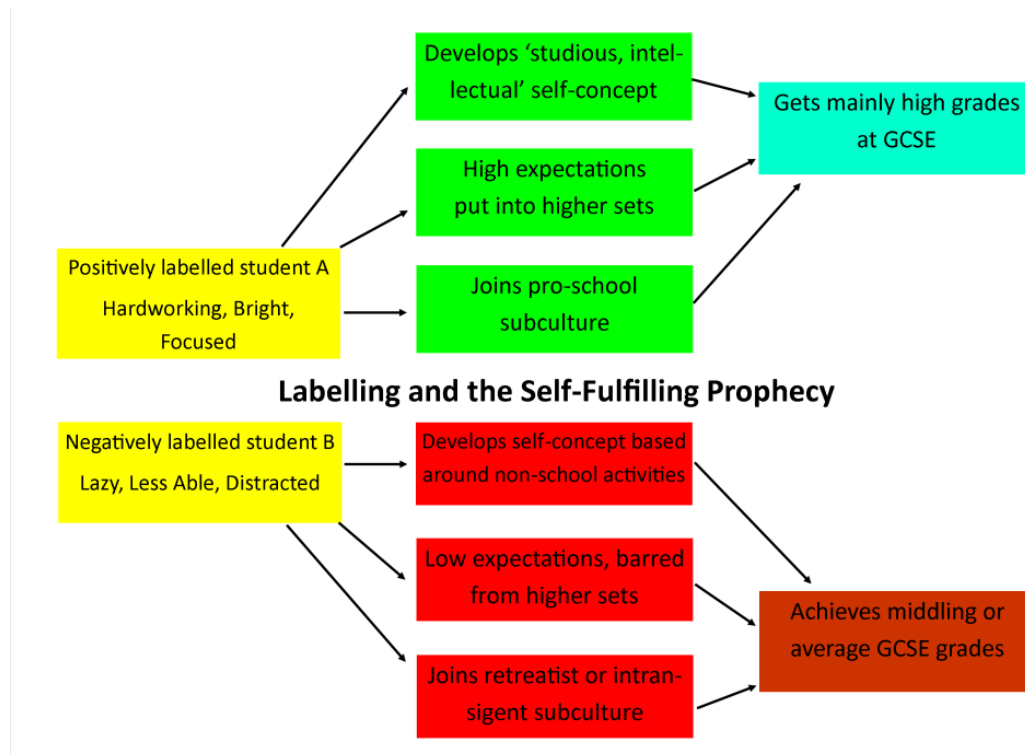 Develops ‘studious, intel-
lectual’ self-concept
Gets mainly high grades
at GCSE
High expectations
put into higher sets
Positively labelled student A
Hardworking, Bright,
Focused
Joins pro-school
subculture
Labelling and the Self-Fulfilling Prophecy
Negatively labelled student B
Lazy, Less Able, Distracted
Develops self-concept based
around non-school activities
Low expectations, barred
from higher sets
Achieves middling or
average GCSE grades
Joins retreatist or intran-
sigent subculture